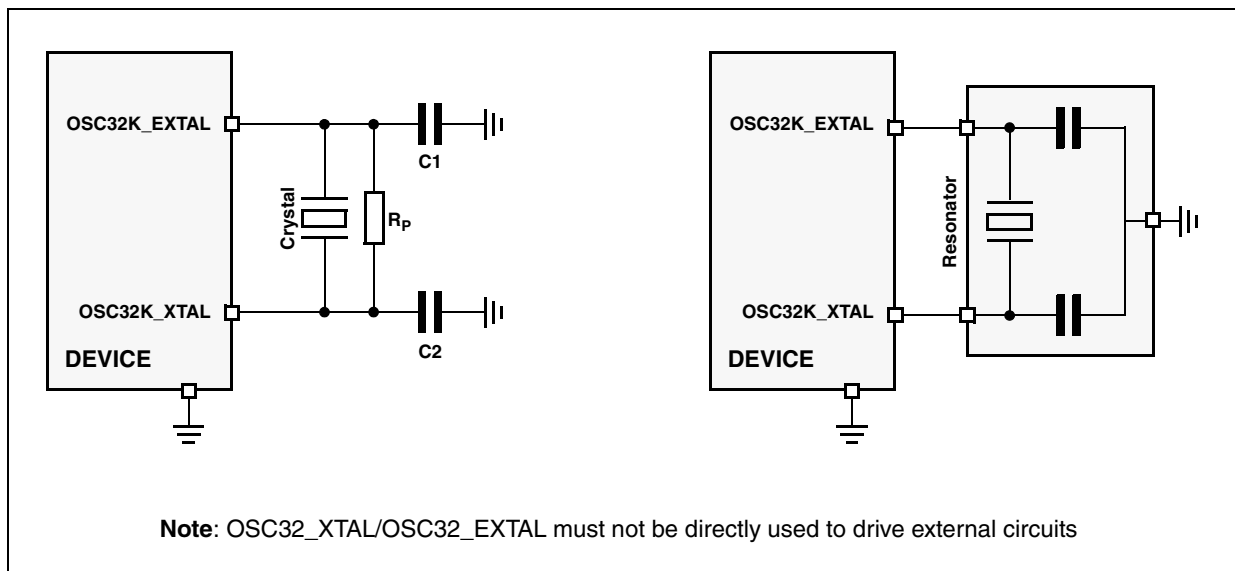 OSC32K_EXTAL
C1
Crystal
RP
OSC32K_XTAL
C2
DEVICE
OSC32K_EXTAL
Resonator
OSC32K_XTAL
DEVICE
Note: OSC32_XTAL/OSC32_EXTAL must not be directly used to drive external circuits